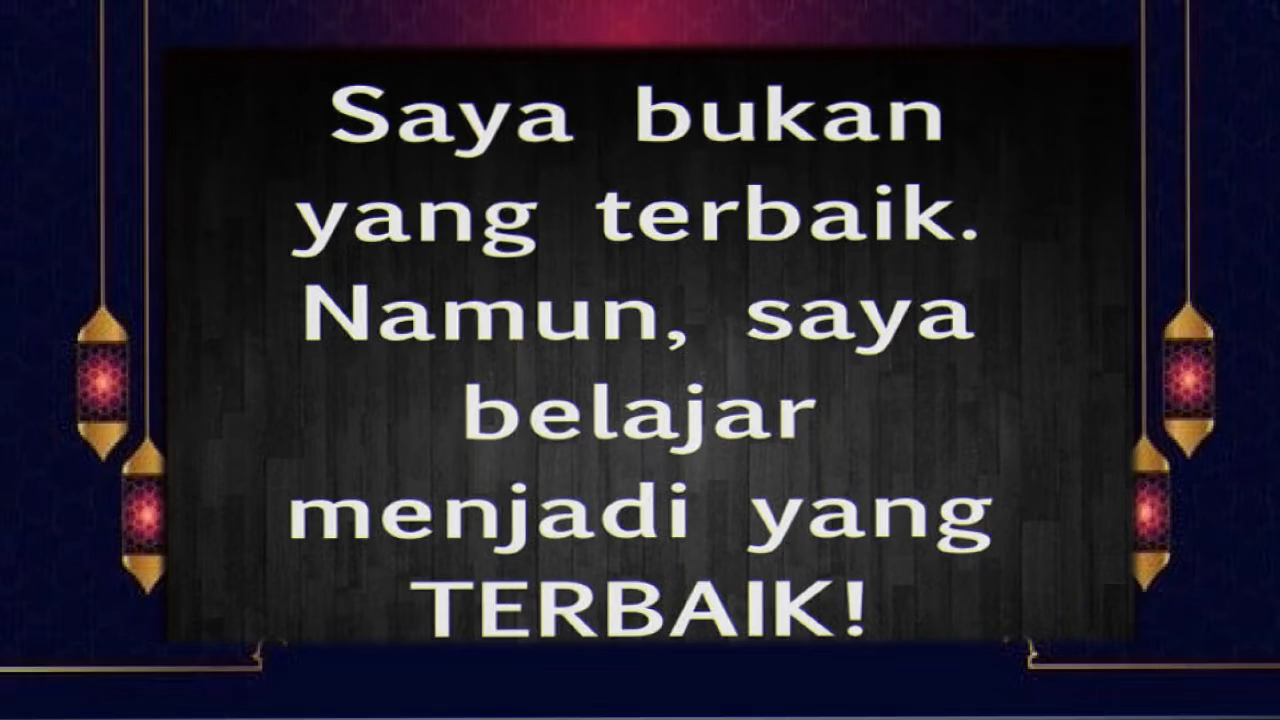 Saya bukan
yang terbaik.
Namun, saya
belajar
menjadi yang
TERBAIK!